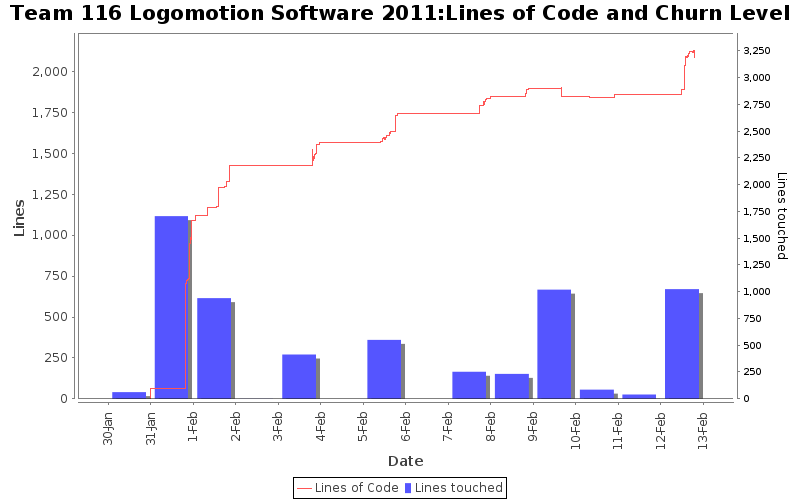 Team 116 Logomotion Software 2011:Lines of Code and Churn Level
Lines
2,000
1,750
1,500
1,250
1,000
750
500
250
0
3,250
3,000
2,750
2,500
2,250
2,000
1,750
1,500
1,250
1,000
750
500
250
0
Lines touched
30-Jan
31-Jan
1-Feb
2-Feb
3-Feb
4-Feb
5-Feb
6-Feb
7-Feb
8-Feb
9-Feb
10-Feb
11-Feb
12-Feb
13-Feb
Date
Lines of Code Lines touched